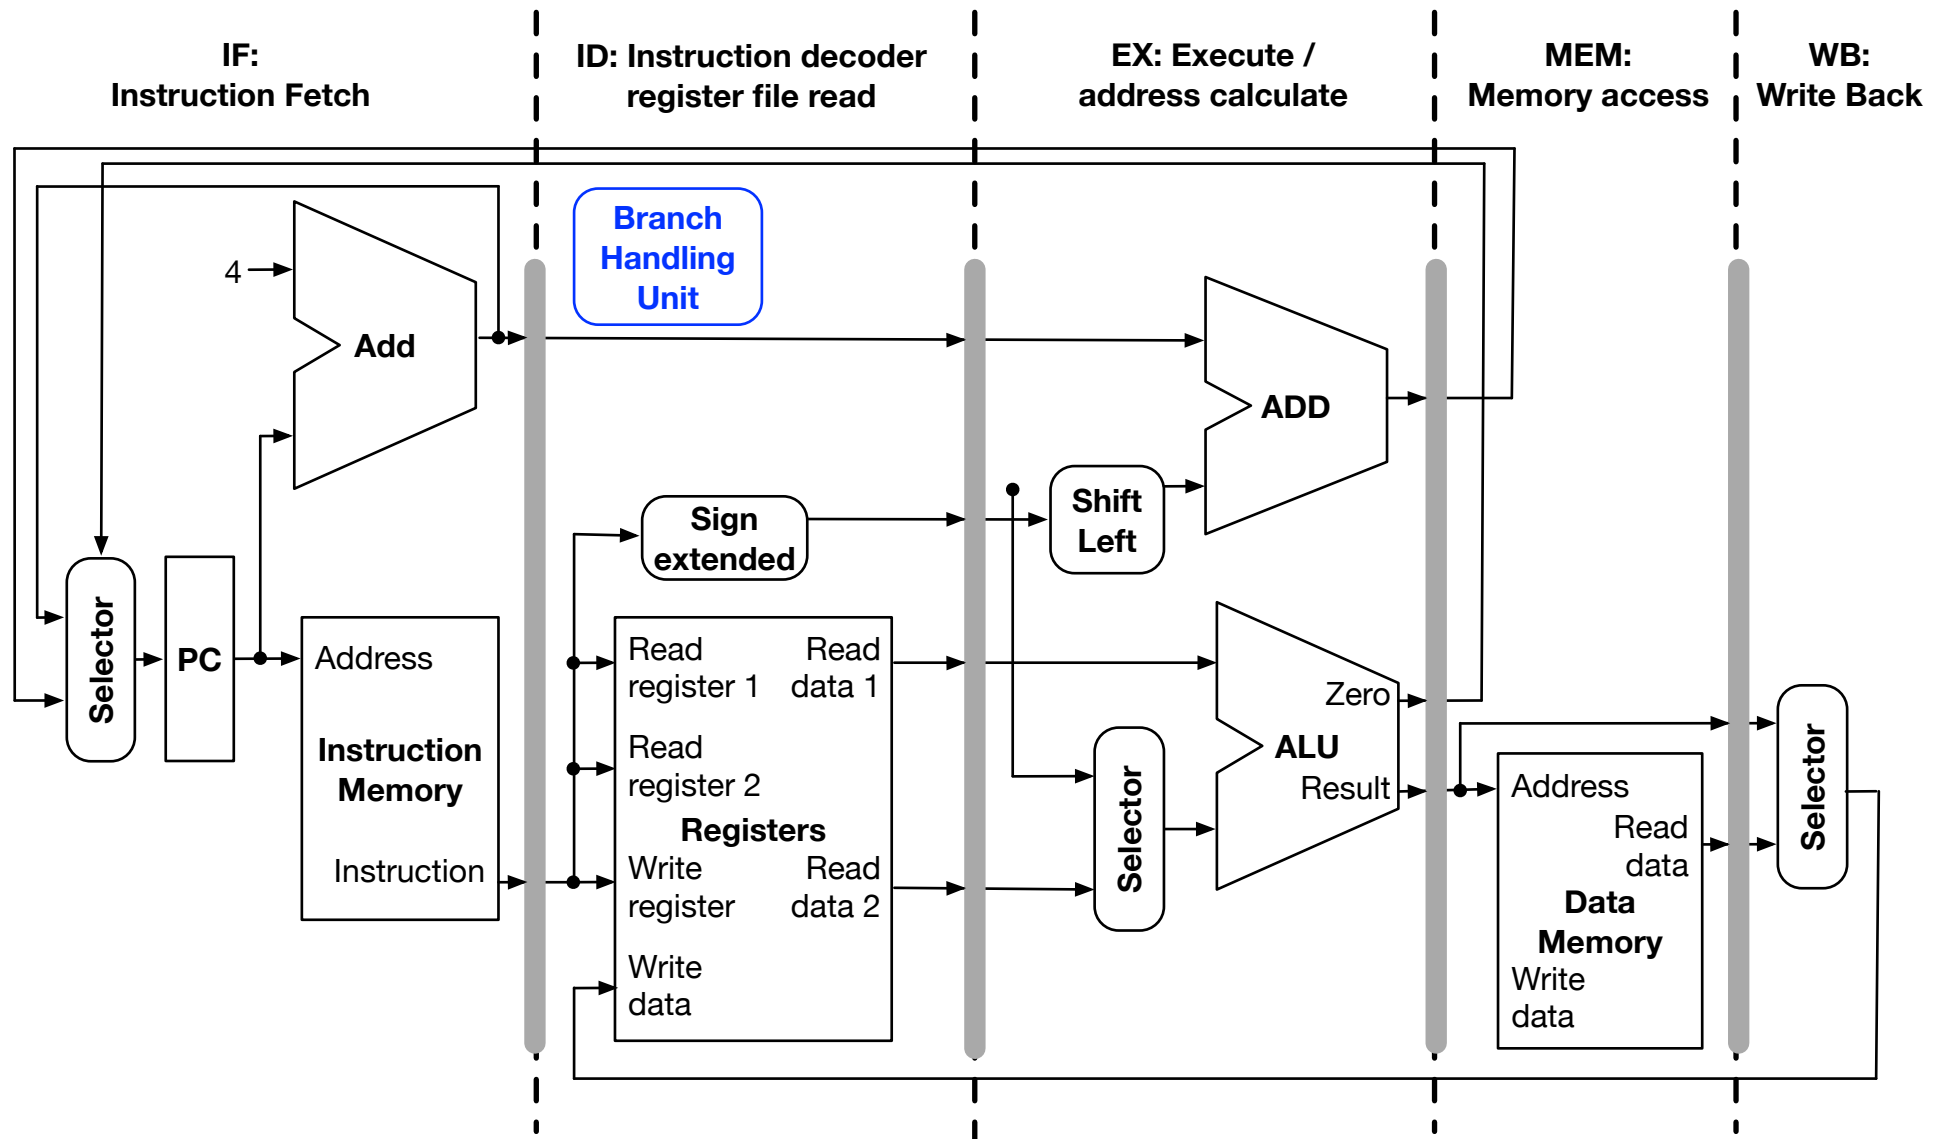 IF:
Instruction Fetch
ID: Instruction decoder
register file read
EX: Execute /
address calculate
MEM:
Memory access
WB:
Write Back
Branch
Handling
Unit
4
Add
ADD
Shift
Left
Sign
extended
Selector
PC
Address
Instruction
Memory
Instruction
Read
register 1
Read
data 1
Read
register 2
Registers
Write
register
Read
data 2
Write
data
Selector
Zero
ALU
Result
Address
Read
data
Data
Memory
Write
data
Selector